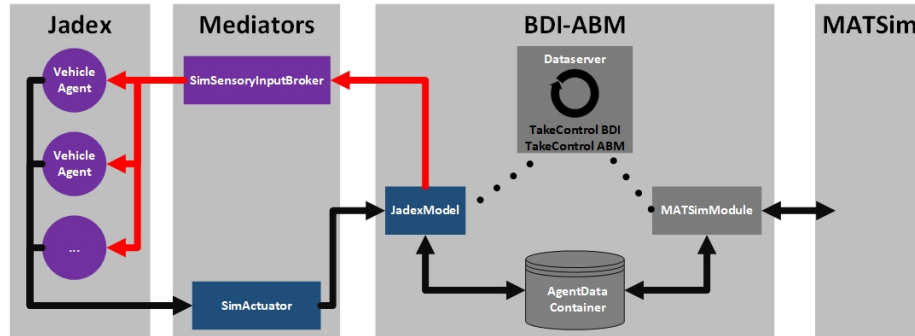 Jadex
Mediators
BDI-ABM
MATSim
Vehicle
Agent
SimSensoryInputBroker
Dataserver
TakeControl BDI
TakeControl ABM
Vehicle
Agent
JadexModel
MATSimModule
...
SimActuator
AgentData
Container